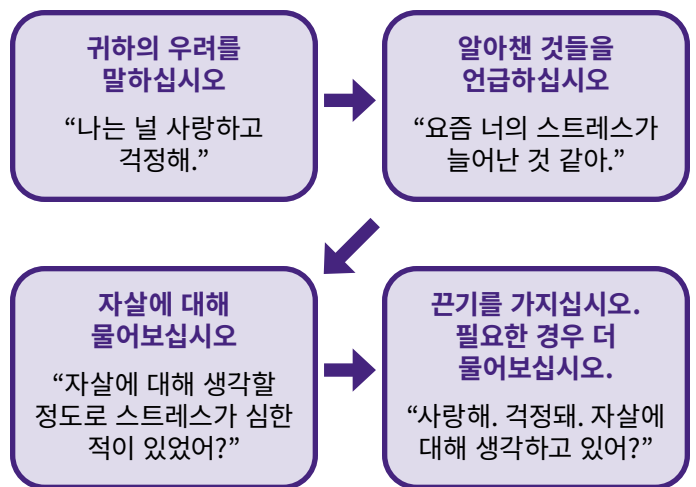 귀하의 우려를
말하십시오
“나는 널 사랑하고
걱정해.”
알아챈 것들을
언급하십시오
“요즘 너의 스트레스가
늘어난 것 같아.”
자살에 대해
물어보십시오
“자살에 대해 생각할
정도로 스트레스가 심한
적이 있었어?”
끈기를 가지십시오.
필요한 경우 더
물어보십시오.
“사랑해. 걱정돼. 자살에
대해 생각하고 있어?”